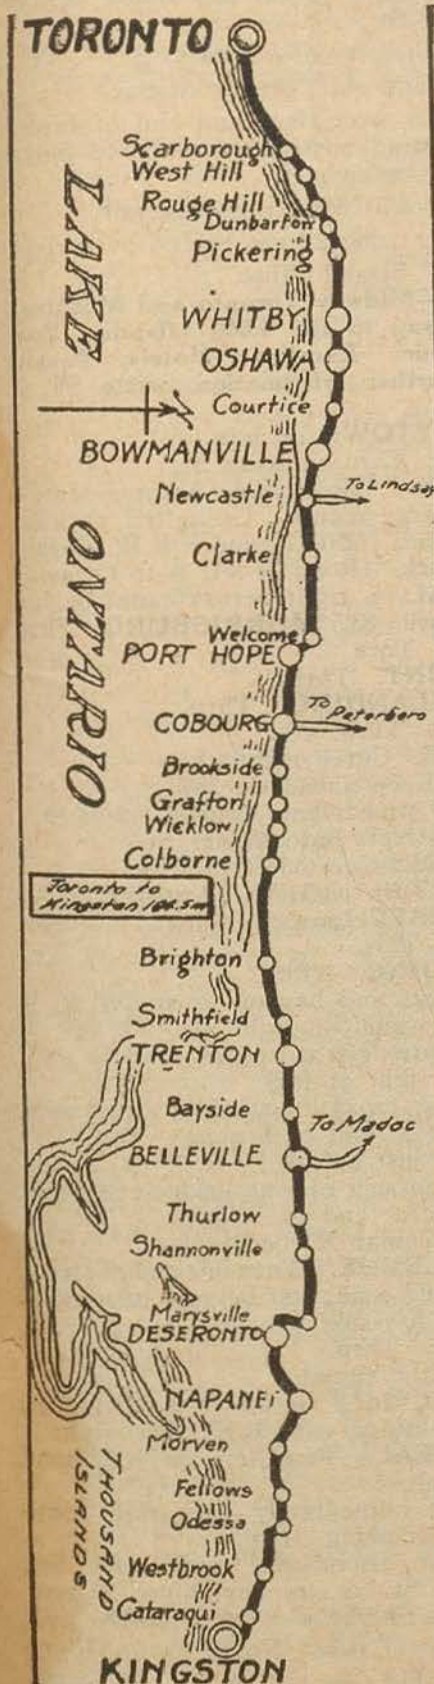 TORONTO
Scarborough
West Hill
Rouge Hill
Dunbarton
Pickering
LAKE
WHITBY
OSHAWA
Courtice
N
BOWMANVILLE
Newcastle
To Lindsay
ONTARIO
Clarke
Welcome
PORT HOPE
To Peterboro
COBOURG
Brookside
Grafton
Wicklow
Colborne
Toronto to
Kingston
Brighton
Smithfield
TRENTON
Bayside
To Madoc
BELLEVILLE
Thurlow
Shannonville
Marysville
DESERONTO
NAPANEE
Morven
THOUSAND
ISLANDS
Fellows
Odessa
Westbrook
Cataraqui
KINGSTON